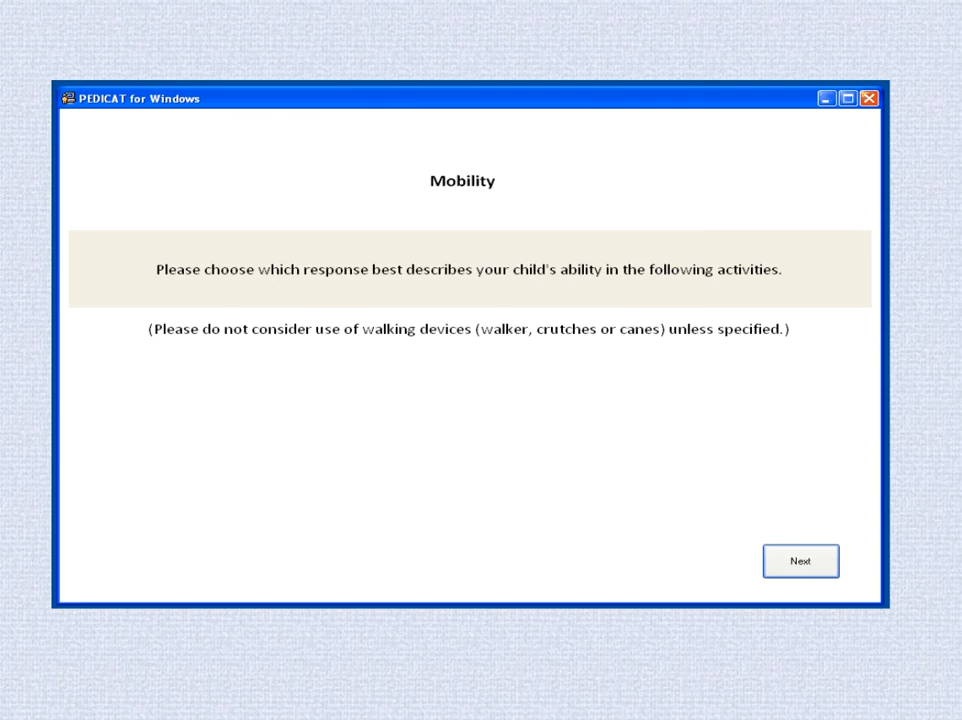 PEDICAT for Windows
Mobility
Please choose which response best describes your child's ability in the following activities.
(Please do not consider use of walking devices (walker, crutches or canes) unless specified.)
Next